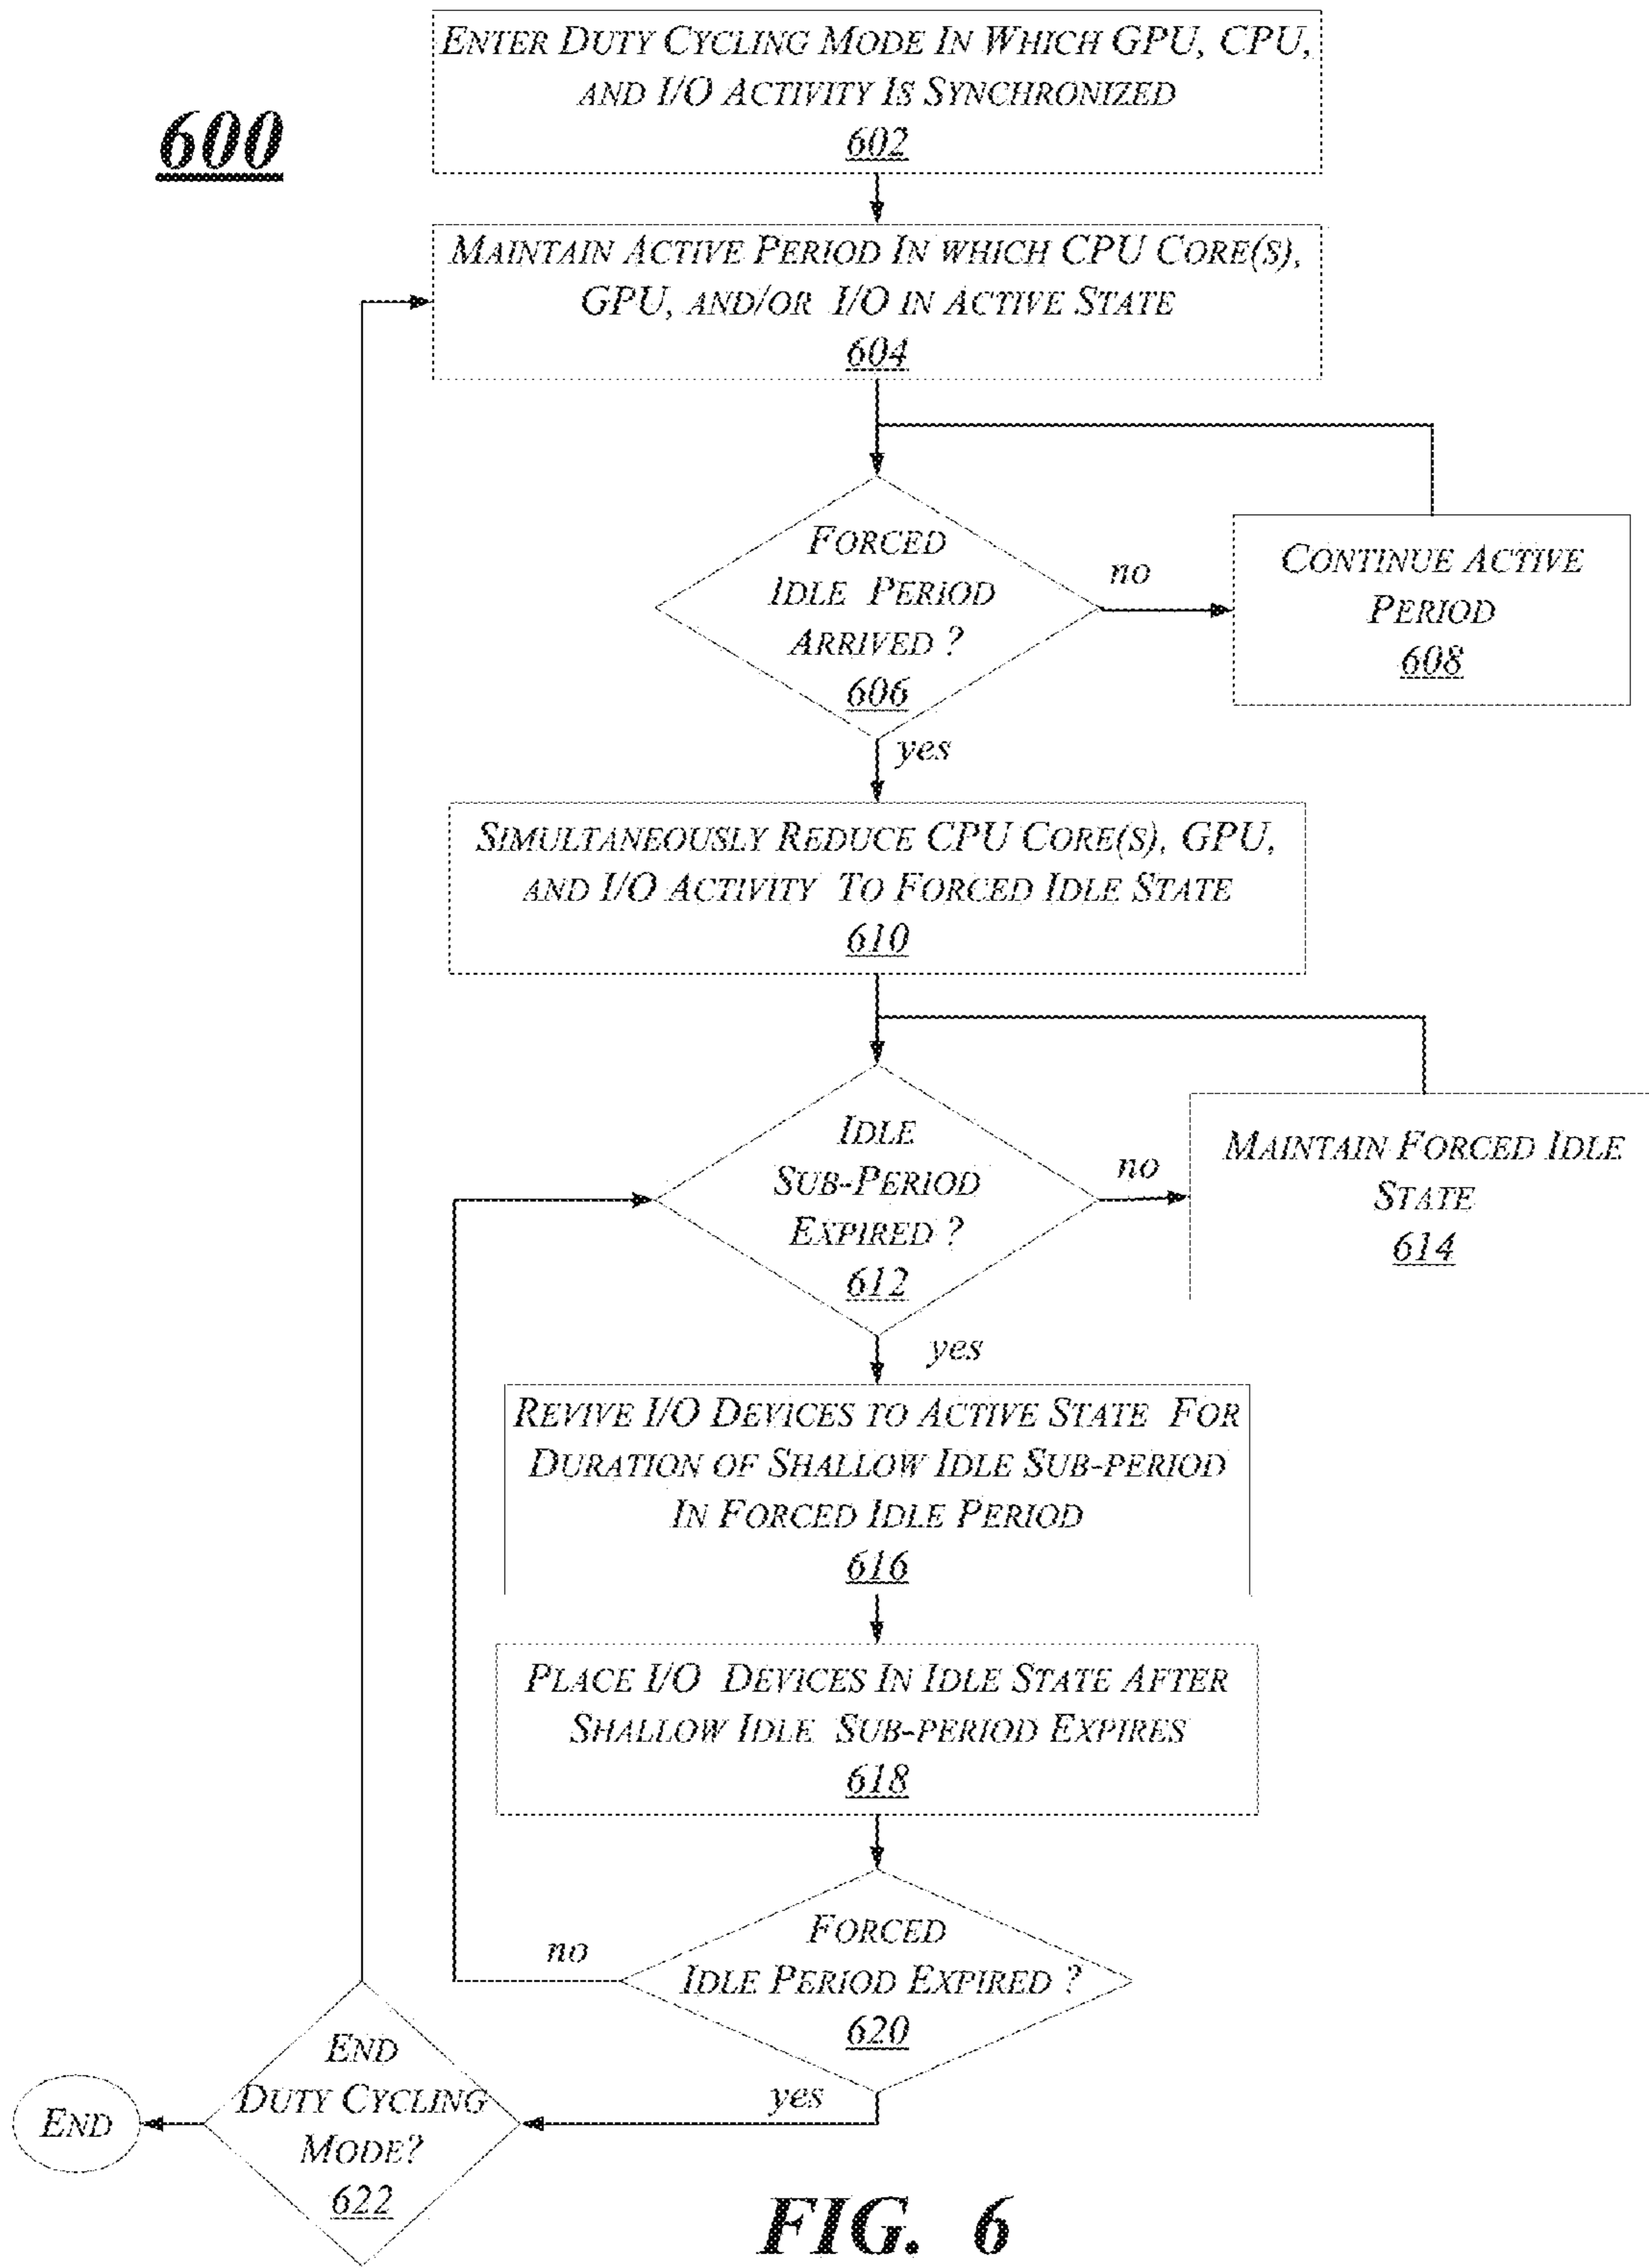 600
ENTER DUTY CYCLING MODE IN WHICH GPU, CPU,
AND I/O ACTIVITY IS SYNCHRONIZED
602
MAINTAIN ACTIVE PERIOD IN WHICH CPU CORE(S),
GPU, AND/OR I/O IN ACTIVE STATE
604
FORCED
IDLE PERIOD
ARRIVED ?
606
no
CONTINUE ACTIVE
PERIOD
608
yes
SIMULTANEOUSLY REDUCE CPU CORE(S), GPU,
AND I/O ACTIVITY TO FORCED IDLE STATE
610
IDLE
SUB-PERIOD
EXPIRED ?
612
no
MAINTAIN FORCED IDLE
STATE
614
yes
REVIVE I/O DEVICES TO ACTIVE STATE FOR
DURATION OF SHALLOW IDLE SUB-PERIOD
IN FORCED IDLE PERIOD
616
PLACE I/O DEVICES IN IDLE STATE AFTER
SHALLOW IDLE SUB-PERIOD EXPIRES
618
FORCED
IDLE PERIOD EXPIRED ?
620
no
yes
END
DUTY CYCLING
MODE?
622
END
FIG. 6